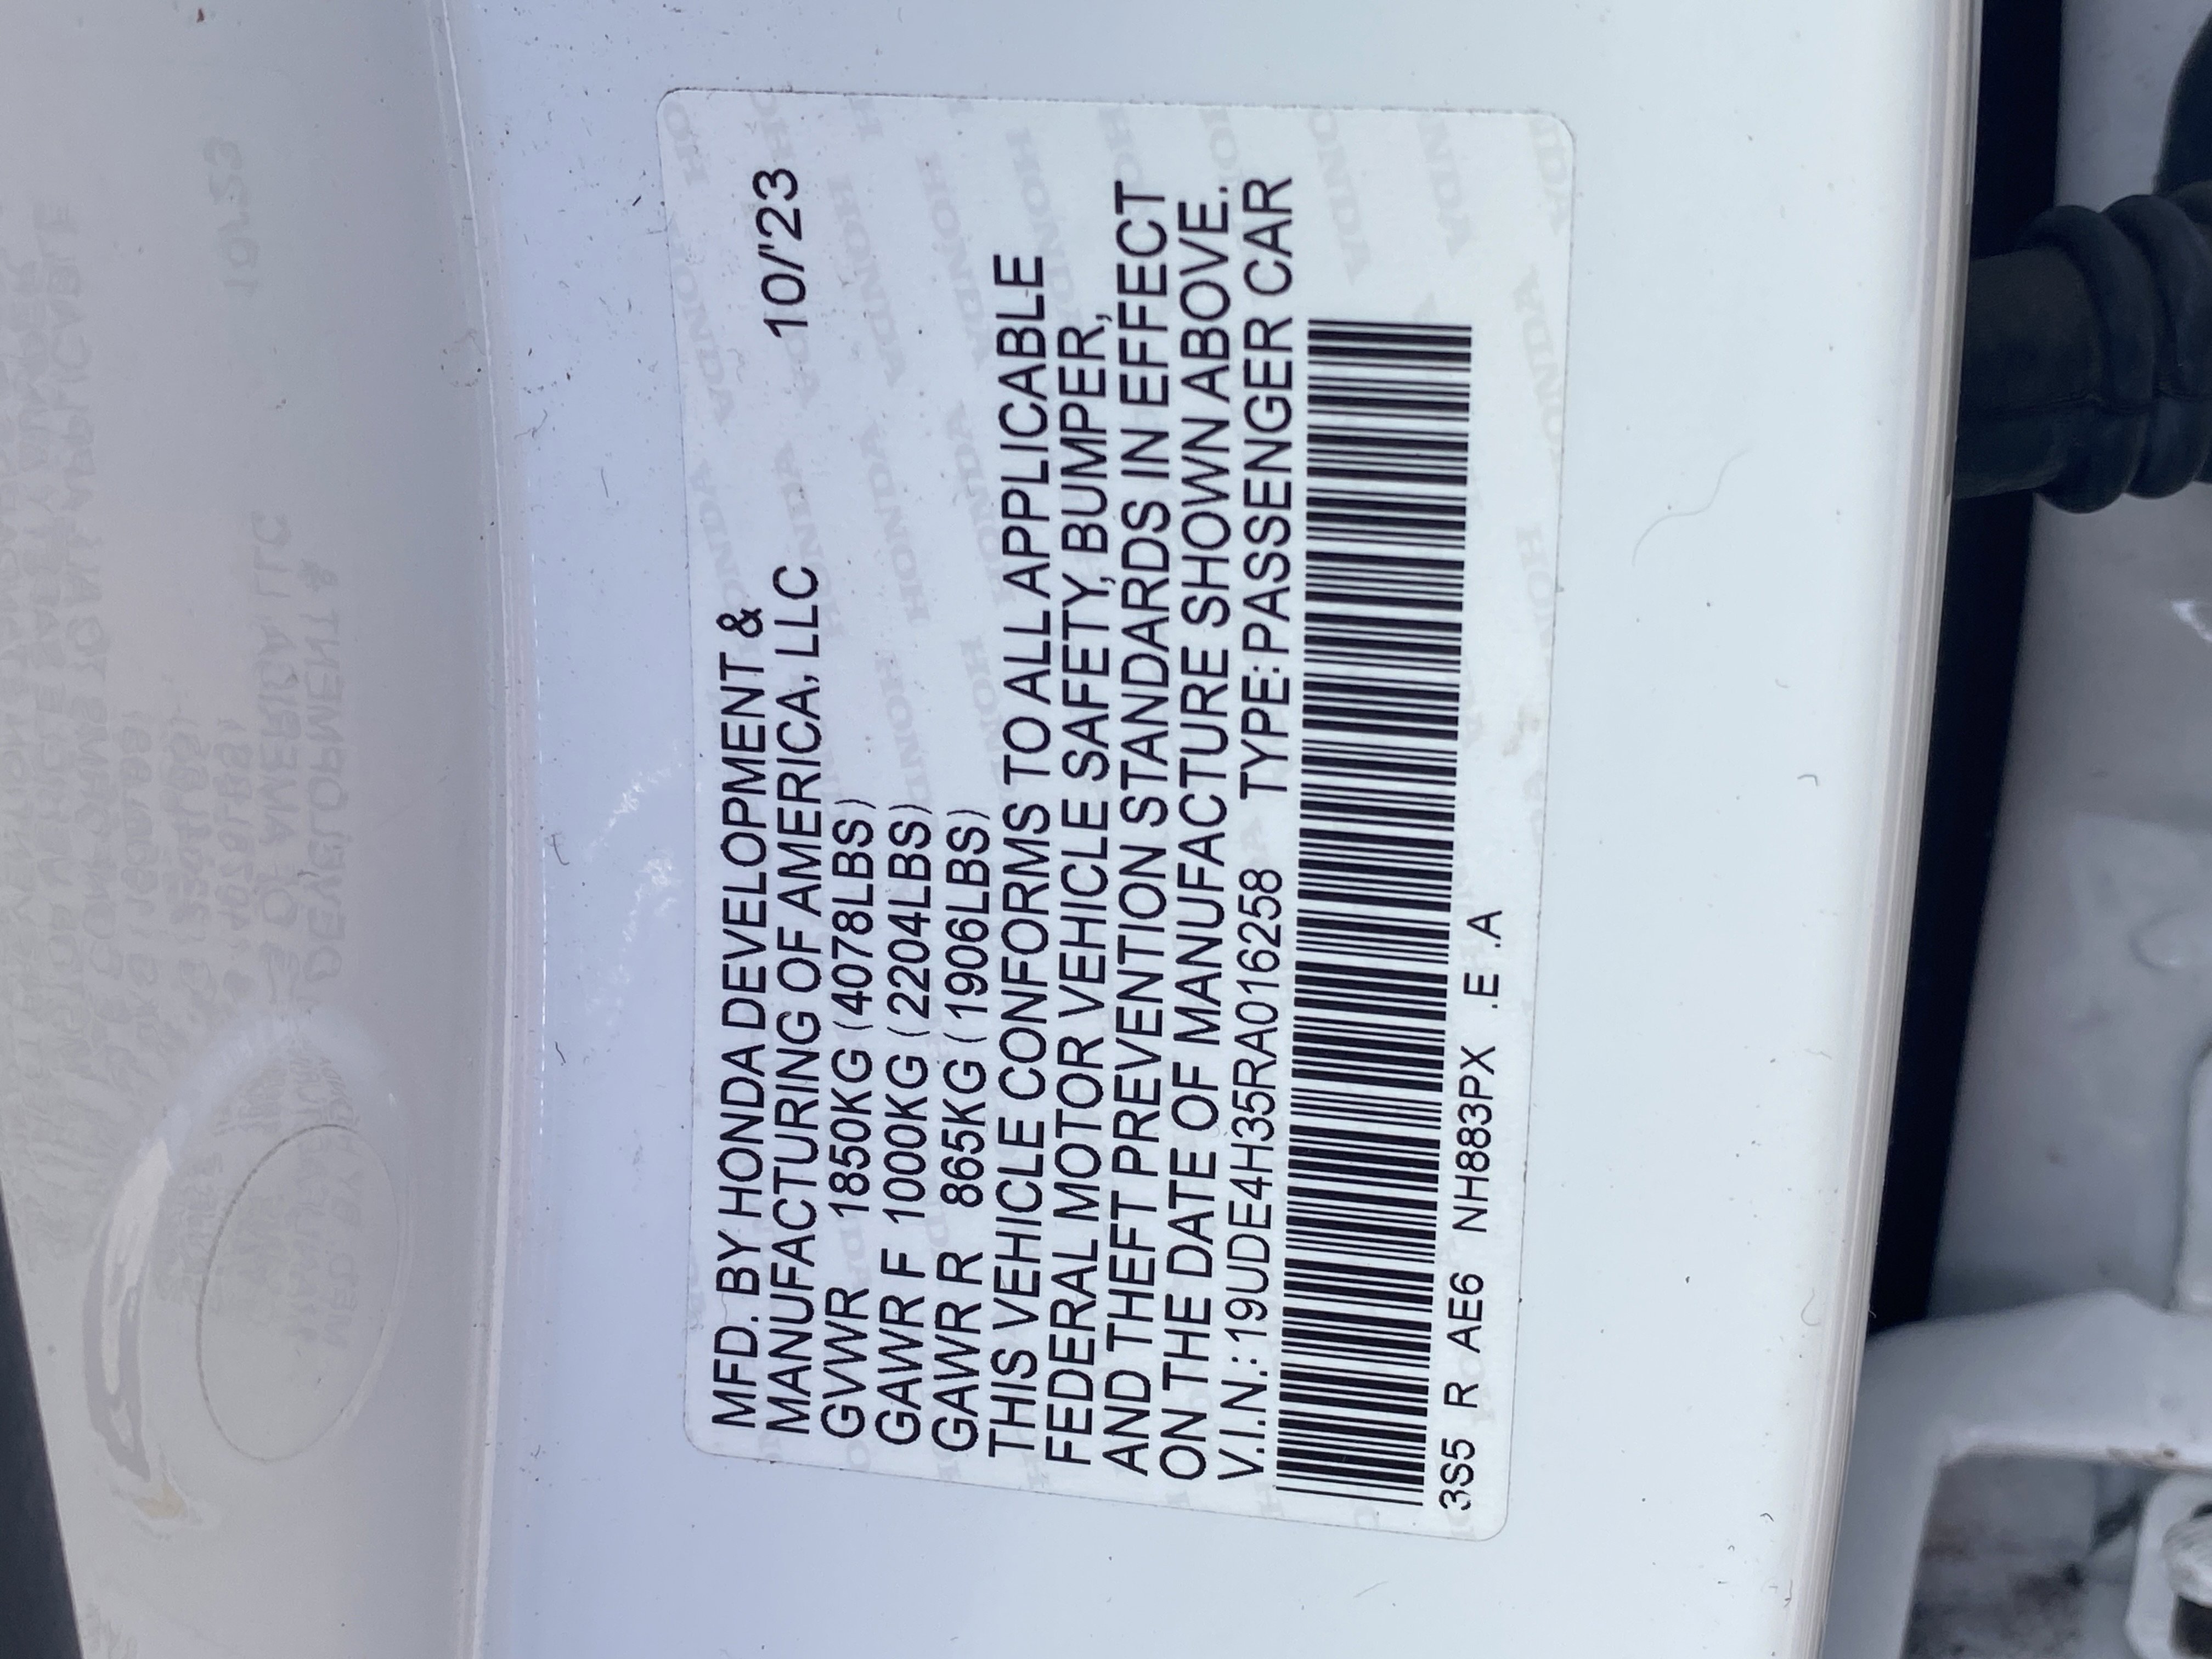 MFD. BY HONDA DEVELOPMENT &
MANUFACTURING OF AMERICA, LLC 10/'23
GVWR 1850KG (4078LBS)
GAWR F 1000KG (2204LBS)
GAWR R 865KG (1906LBS)
THIS VEHICLE CONFORMS TO ALL APPLICABLE
FEDERAL MOTOR VEHICLE SAFETY, BUMPER,
AND THEFT PREVENTION STANDARDS IN EFFECT
ON THE DATE OF MANUFACTURE SHOWN ABOVE.
V.I.N.: 19UDE4H35RA016258 TYPE: PASSENGER CAR
3S5 R AE6 NH883PX .E .A